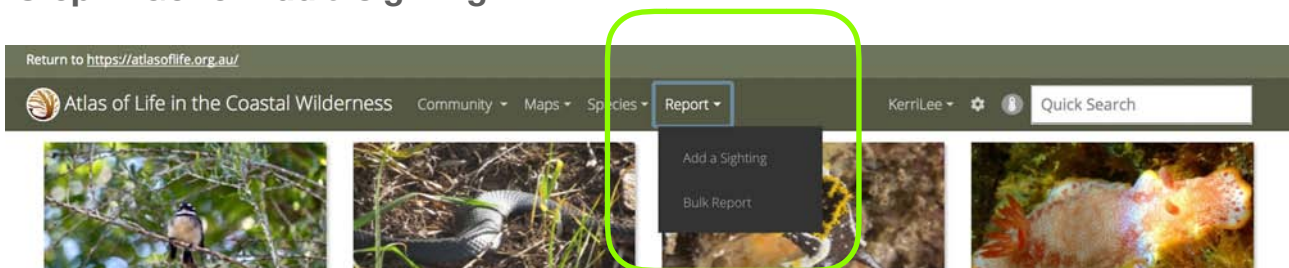 Return to https://atlasoflife.org.au/
Atlas of Life in the Coastal Wilderness Community Maps Species Report KerriLee Quick Search
Add a Sighting
Bulk Report